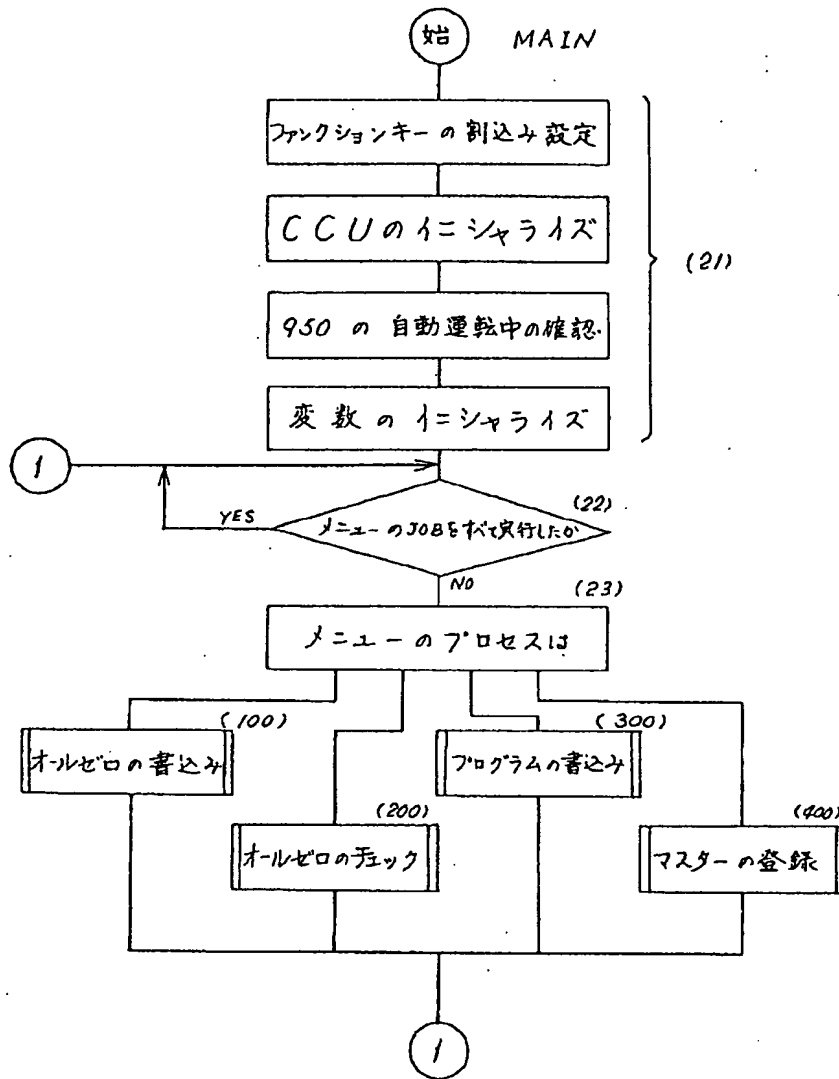 始 MAIN
ファンクションキーの割込み設定
CCUのイニシャライズ
(21)
950の自動運転中の確認
変数のイニシャライズ
1
(22)
YES
メニューのJOBをすべて実行したか
NO
(23)
メニューのプロセスは
(100)
(300)
オールゼロの書込み
プログラムの書込み
(200)
(400)
オールゼロのチェック
マスターの登録
1